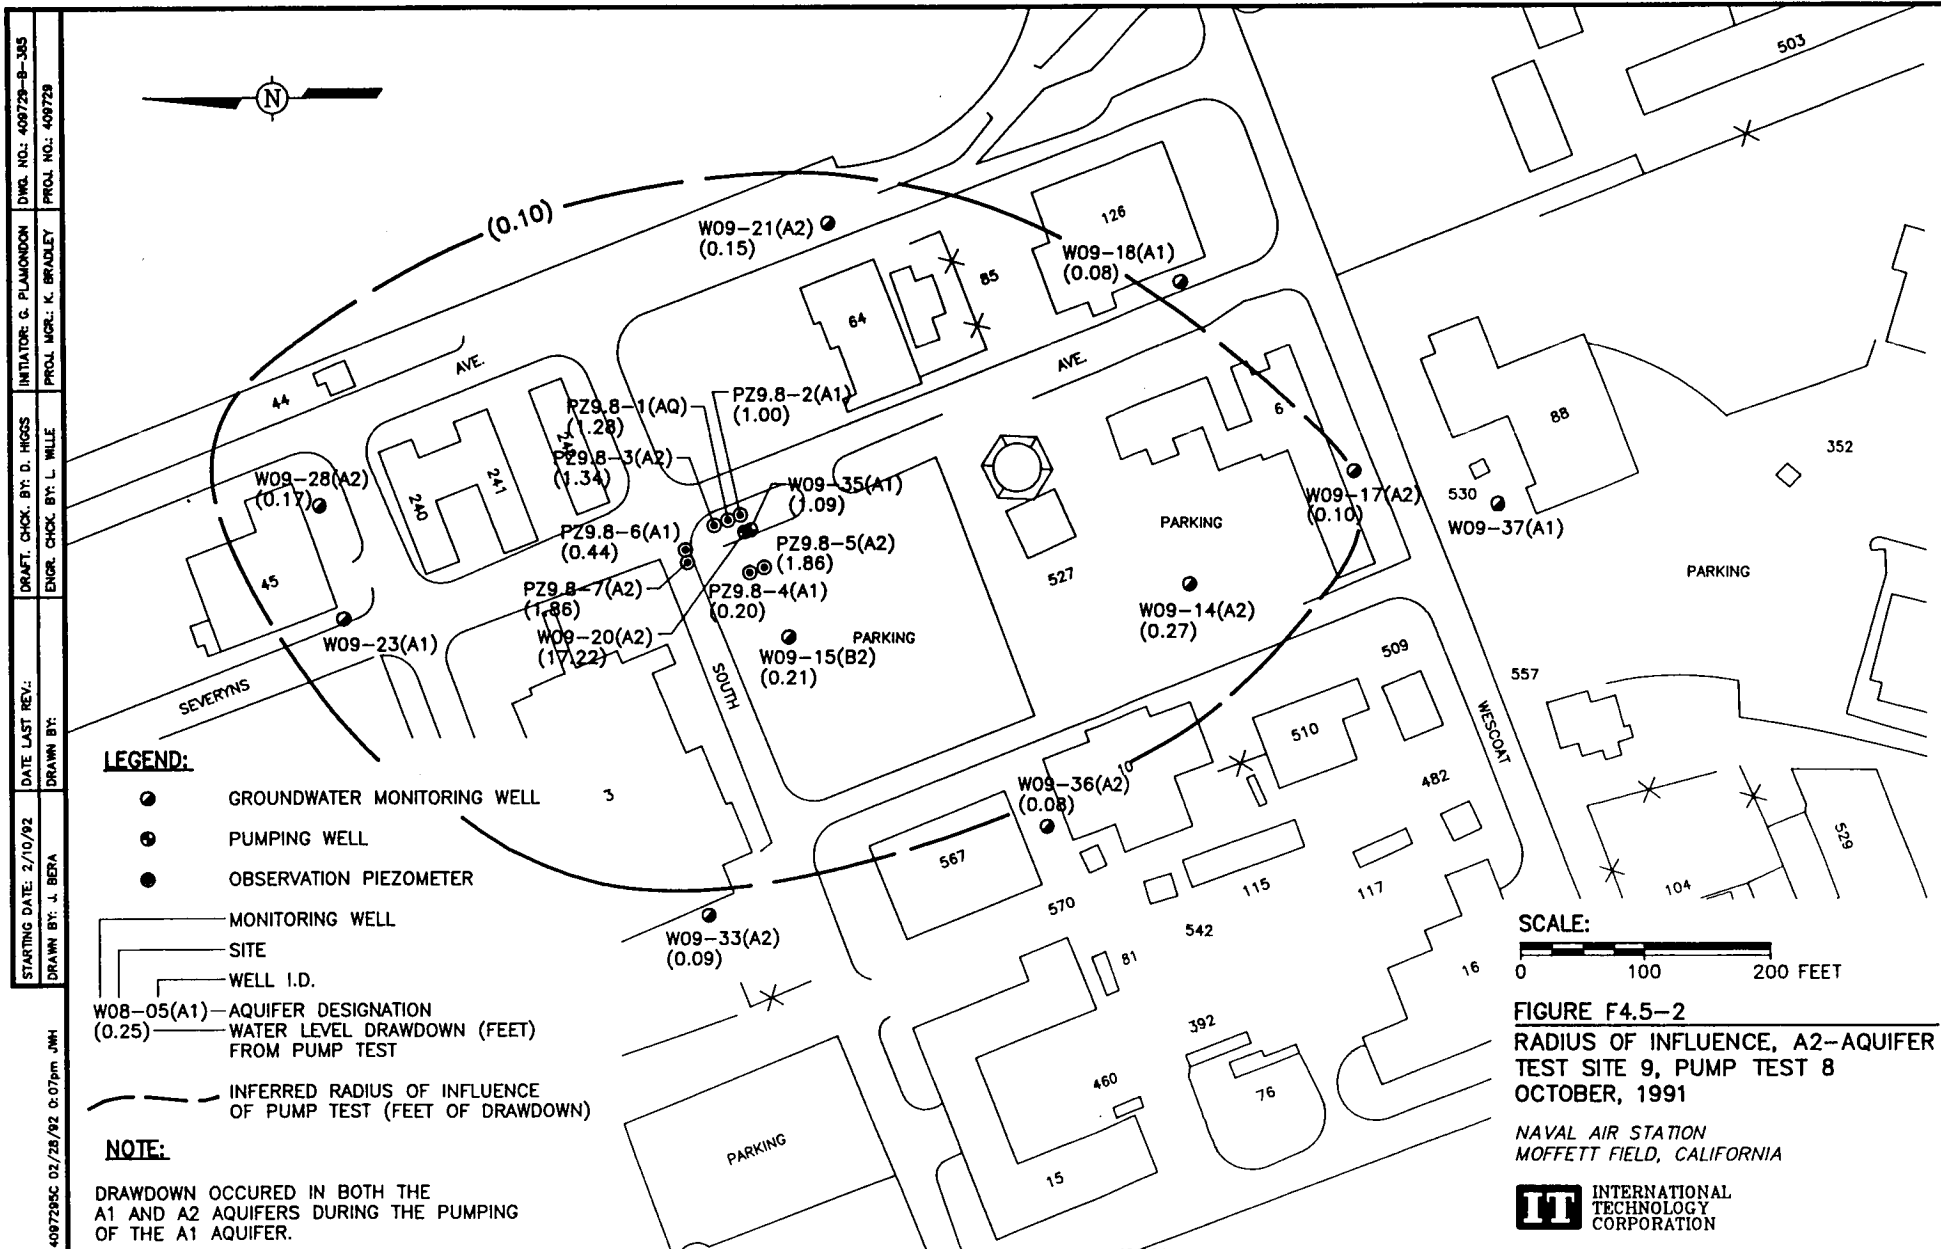 STARTING DATE: 2/10/92
DATE LAST REV.:
DRAFT. CHCK. BY: D. HIGGS
INITIATOR: G. PLAMONDON
DWG. NO.: 409729-B-385
DRAWN BY: J. BERA
DRAWN BY:
ENGR. CHCK. BY: L. WILLE
PROJ. MGR.: K. BRADLEY
PROJ. NO.: 409729
4097295C 02/28/92 0:07pm JWH
N
503
(0.10)
W09-21(A2)
(0.15)
126
W09-18(A1)
(0.08)
85
64
44
AVE.
AVE.
PZ9.8-1(AQ)
(1.28)
PZ9.8-2(A1)
(1.00)
6
88
352
PZ9.8-3(A2)
(1.34)
W09-28(A2)
(0.17)
240
241
W09-35(A1)
(1.09)
W09-17(A2)
(0.10)
530
W09-37(A1)
PARKING
PZ9.8-6(A1)
(0.44)
PZ9.8-5(A2)
(1.86)
527
PARKING
45
PZ9.8-7(A2)
(1.86)
PZ9.8-4(A1)
(0.20)
W09-14(A2)
(0.27)
W09-23(A1)
W09-20(A2)
(17.22)
W09-15(B2)
(0.21)
PARKING
509
557
SEVERYNS
SOUTH
WESCOAT
510
482
3
10
W09-36(A2)
(0.08)
567
529
104
115
117
570
542
W09-33(A2)
(0.09)
81
16
392
460
76
PARKING
15
LEGEND:
GROUNDWATER MONITORING WELL
PUMPING WELL
OBSERVATION PIEZOMETER
MONITORING WELL
SITE
WELL I.D.
W08-05(A1) AQUIFER DESIGNATION
(0.25) WATER LEVEL DRAWDOWN (FEET)
FROM PUMP TEST
INFERRED RADIUS OF INFLUENCE
OF PUMP TEST (FEET OF DRAWDOWN)
NOTE:
DRAWDOWN OCCURED IN BOTH THE
A1 AND A2 AQUIFERS DURING THE PUMPING
OF THE A1 AQUIFER.
SCALE:
0 100 200 FEET
FIGURE F4.5-2
RADIUS OF INFLUENCE, A2-AQUIFER
TEST SITE 9, PUMP TEST 8
OCTOBER, 1991
NAVAL AIR STATION
MOFFETT FIELD, CALIFORNIA
IT
INTERNATIONAL
TECHNOLOGY
CORPORATION